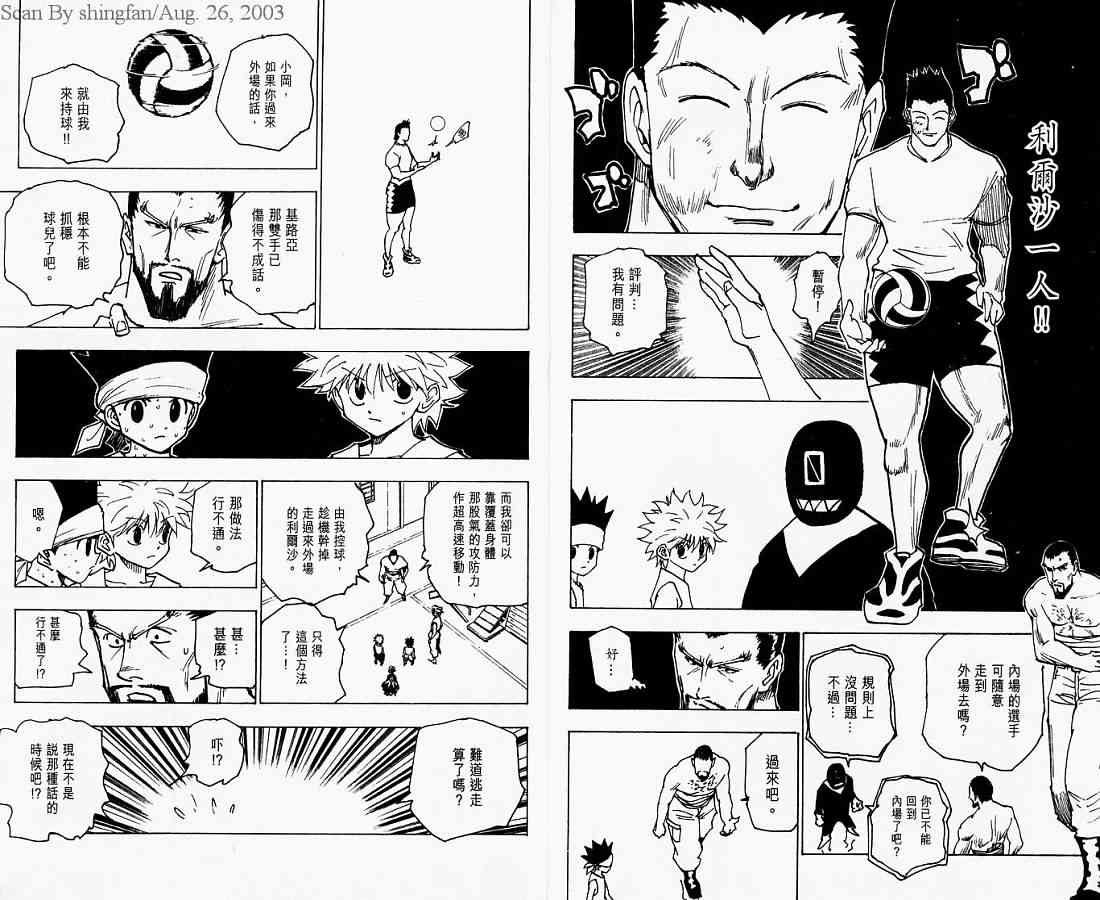 Scan By shingfan/Aug. 26, 2003
利爾沙一人!!
ゴゴゴ
暫停!
評判…
我有問題。
內場的選手
可隨意
走到
外場去嗎?
規則上
沒問題…
不過…
你已不能
回到
內場了吧?
好…
過來吧。
小岡，
如果你過來
外場的話，
就由我
來持球!!
基路亞
那雙手已
傷得不成話。
根本不能
抓穩
球兒了吧。
而我卻可以
靠覆蓋身體
那股氣的攻防力，
作超高速移動!
由我控球，
趁機幹掉
走過來外場
的利爾沙。
只得
這個方法
了…!
那做法
行不通。
嗯。
甚…
甚麼!?
甚麼
行不通了!?
難道逃走
算了嗎?
吓!?
現在不是
說那種話的
時候吧!?